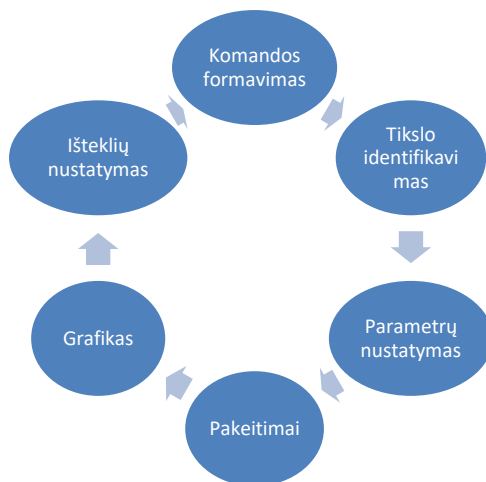 Komandos
formavimas
Tikslo
identifikavi
mas
Parametrų
nustatymas
Pakeitimai
Grafikas
Išteklių
nustatymas